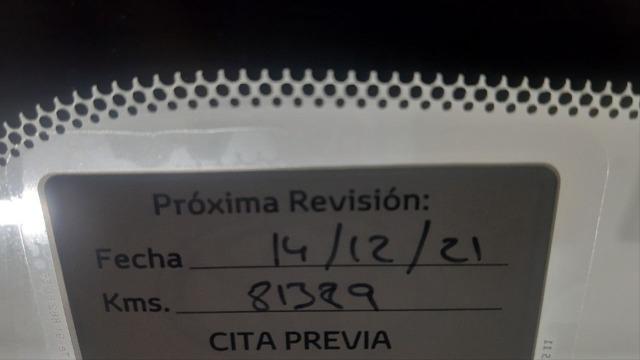 Próxima Revisión:
Fecha 14/12/21
Kms. 81389
CITA PREVIA